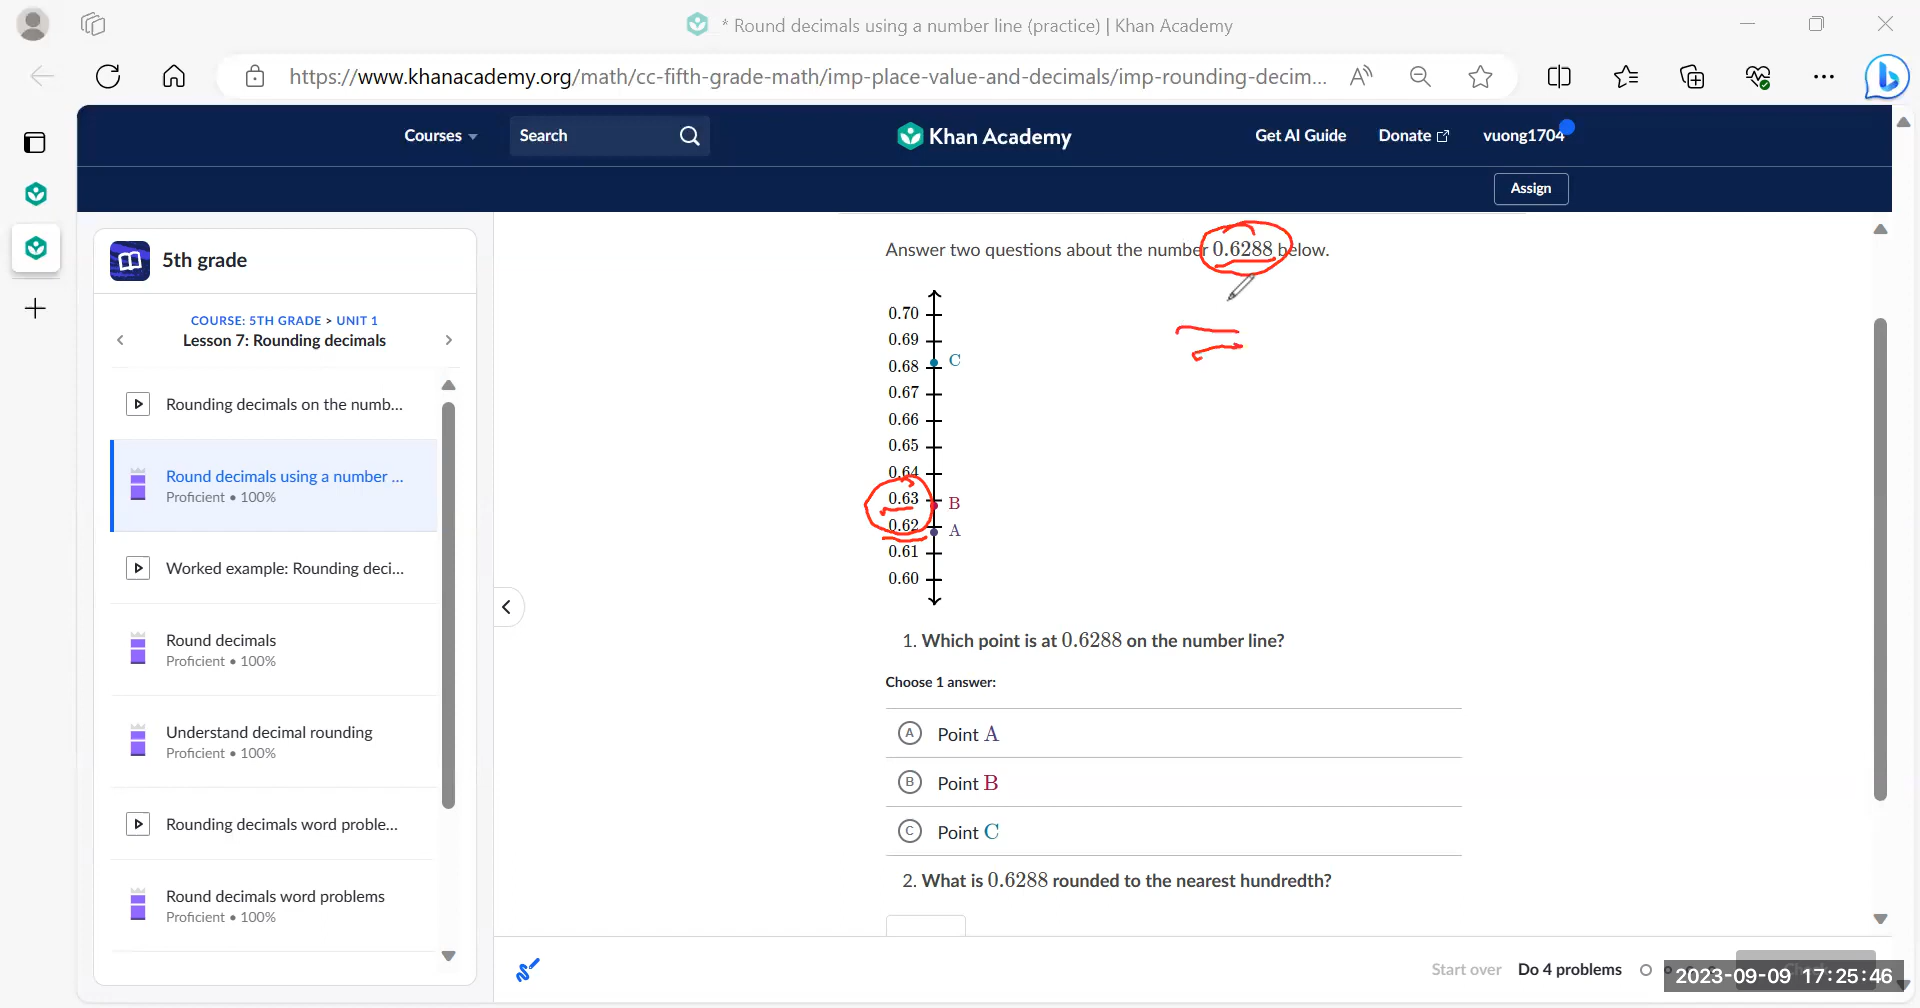 * Round decimals using a number line (practice) | Khan Academy
https://www.khanacademy.org/math/cc-fifth-grade-math/imp-place-value-and-decimals/imp-rounding-decim...
Courses
Search
Khan Academy
Get AI Guide
Donate
vuong1704
Assign
5th grade
COURSE: 5TH GRADE > UNIT 1
Lesson 7: Rounding decimals
Rounding decimals on the numb...
Round decimals using a number ...
Proficient • 100%
Worked example: Rounding deci...
Round decimals
Proficient • 100%
Understand decimal rounding
Proficient • 100%
Rounding decimals word proble...
Round decimals word problems
Proficient • 100%
Answer two questions about the number 0.6288 below.
0.70
0.69
0.68
C
0.67
0.66
0.65
0.64
0.63
B
0.62
A
0.61
0.60
1. Which point is at 0.6288 on the number line?
Choose 1 answer:
A Point A
B Point B
C Point C
2. What is 0.6288 rounded to the nearest hundredth?
Start over
Do 4 problems
2023-09-09 17:25:46